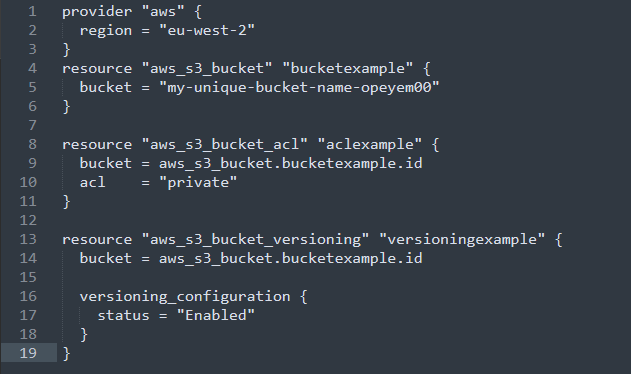 1 provider "aws" {
2   region = "eu-west-2"
3 }
4 resource "aws_s3_bucket" "bucketexample" {
5   bucket = "my-unique-bucket-name-opeyem00"
6 }
7
8 resource "aws_s3_bucket_acl" "aclexample" {
9   bucket = aws_s3_bucket.bucketexample.id
10   acl    = "private"
11 }
12
13 resource "aws_s3_bucket_versioning" "versioningexample" {
14   bucket = aws_s3_bucket.bucketexample.id
15
16   versioning_configuration {
17     status = "Enabled"
18   }
19 }